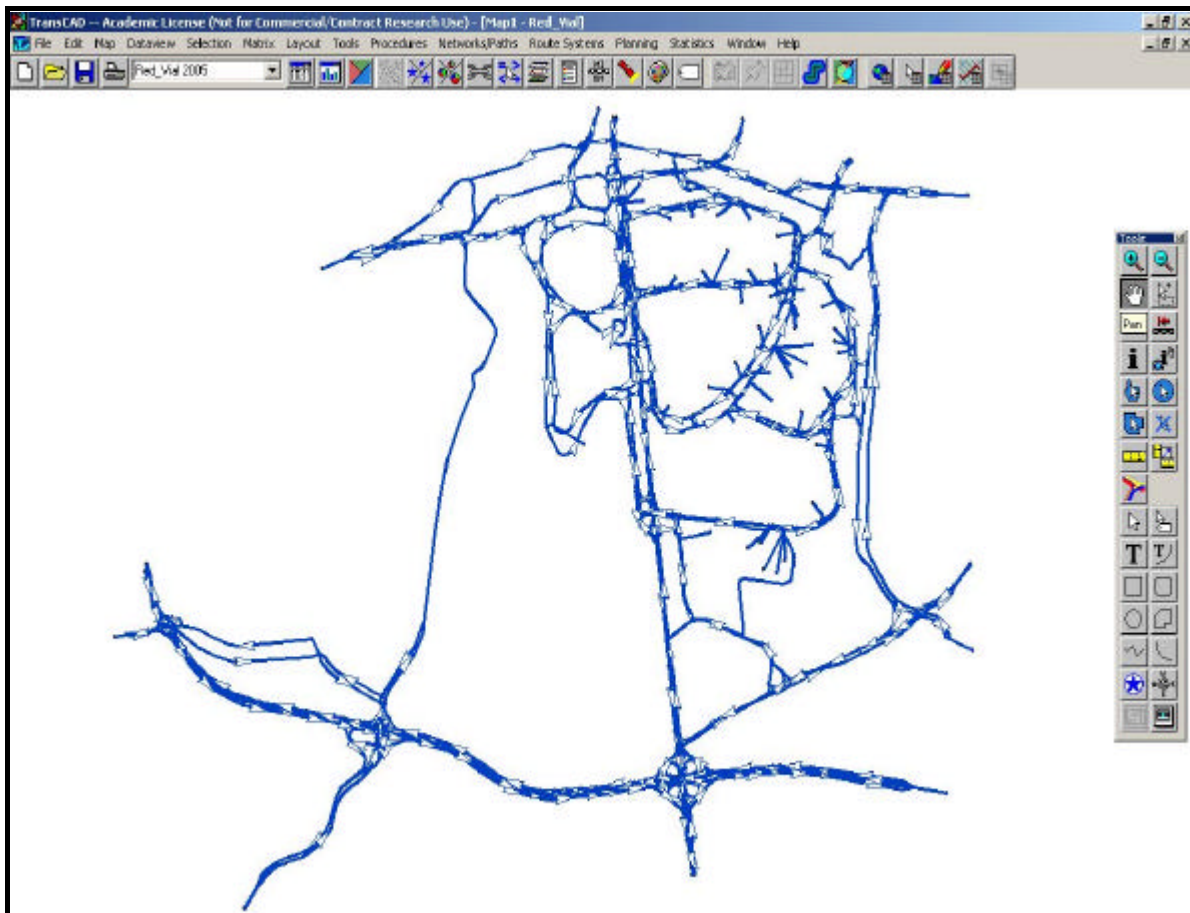 TransCAD -- Academic License (Not for Commercial/Contract Research Use) - [Map1 - Red_Vial]
File Edit Map Dataview Selection Matrix Layout Tools Procedures Networks/Paths Route Systems Planning Statistics Window Help
Red_Vial 2005
Tools
Pan